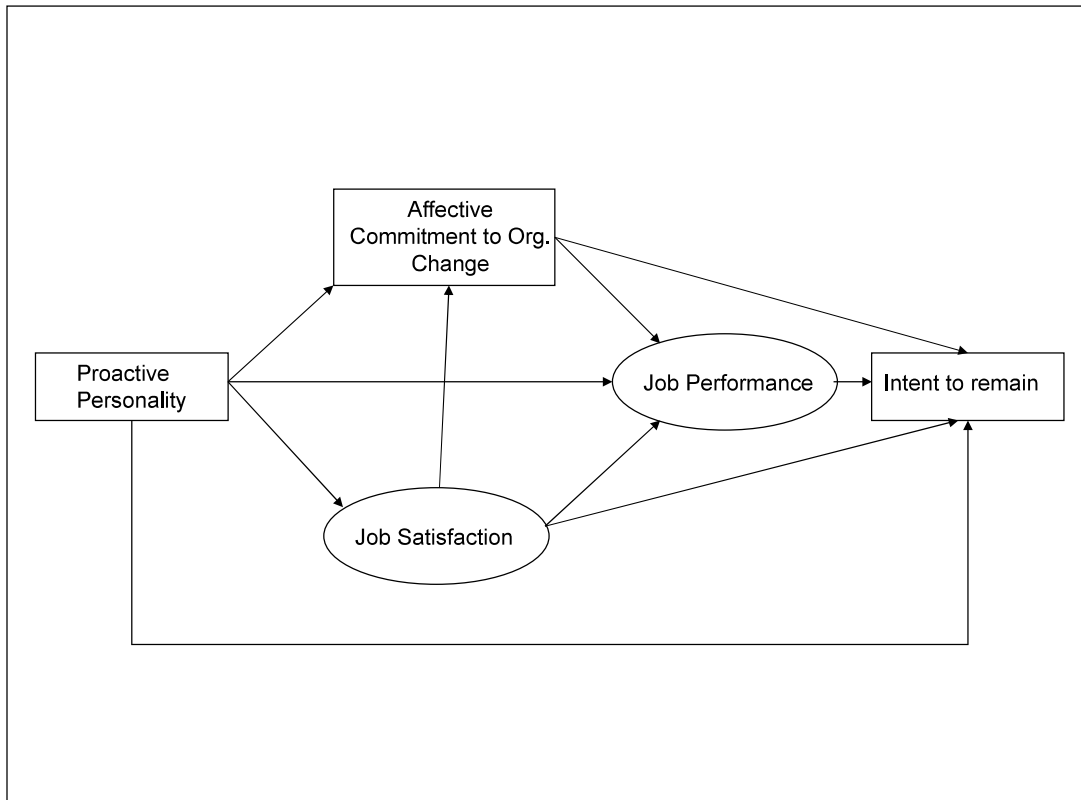 Affective
Commitment to Org.
Change
Proactive
Personality
Job Performance
Intent to remain
Job Satisfaction